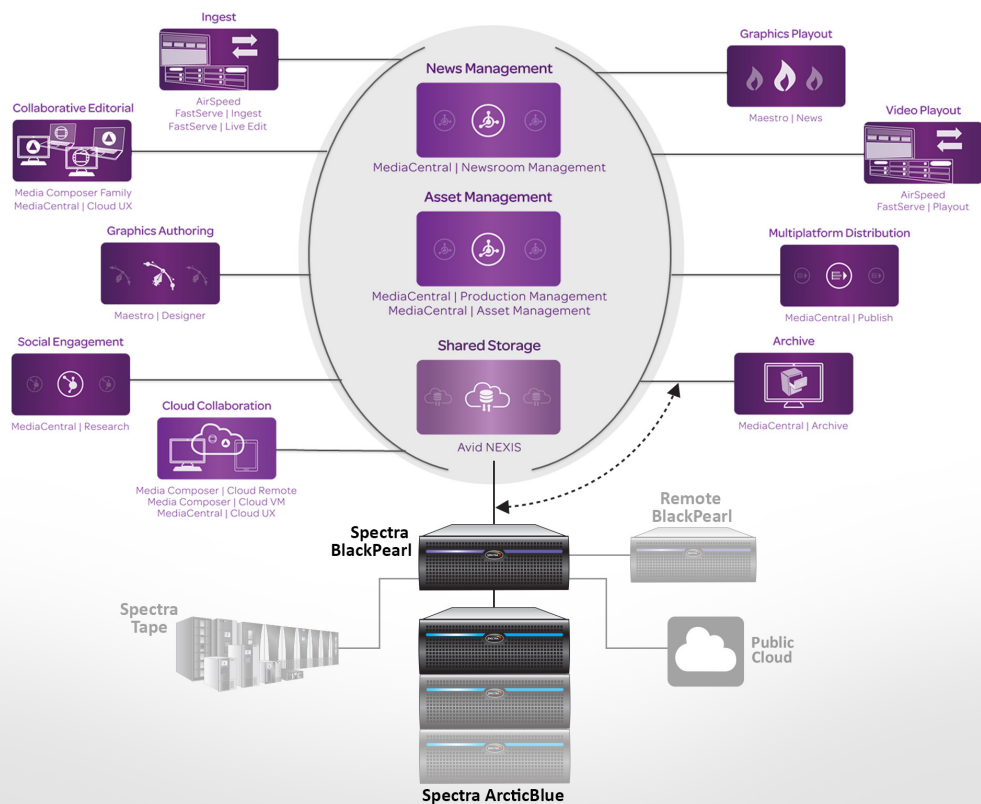 Ingest
AirSpeed
FastServe | Ingest
FastServe | Live Edit
Collaborative Editorial
Media Composer Family
MediaCentral | Cloud UX
Graphics Authoring
Maestro | Designer
Social Engagement
MediaCentral | Research
Cloud Collaboration
Media Composer | Cloud Remote
Media Composer | Cloud VM
MediaCentral | Cloud UX
News Management
MediaCentral | Newsroom Management
Asset Management
MediaCentral | Production Management
MediaCentral | Asset Management
Shared Storage
Avid NEXIS
Graphics Playout
Maestro | News
Video Playout
AirSpeed
FastServe | Playout
Multiplatform Distribution
MediaCentral | Publish
Archive
MediaCentral | Archive
Spectra
BlackPearl
Remote
BlackPearl
Spectra
Tape
Public
Cloud
Spectra ArcticBlue